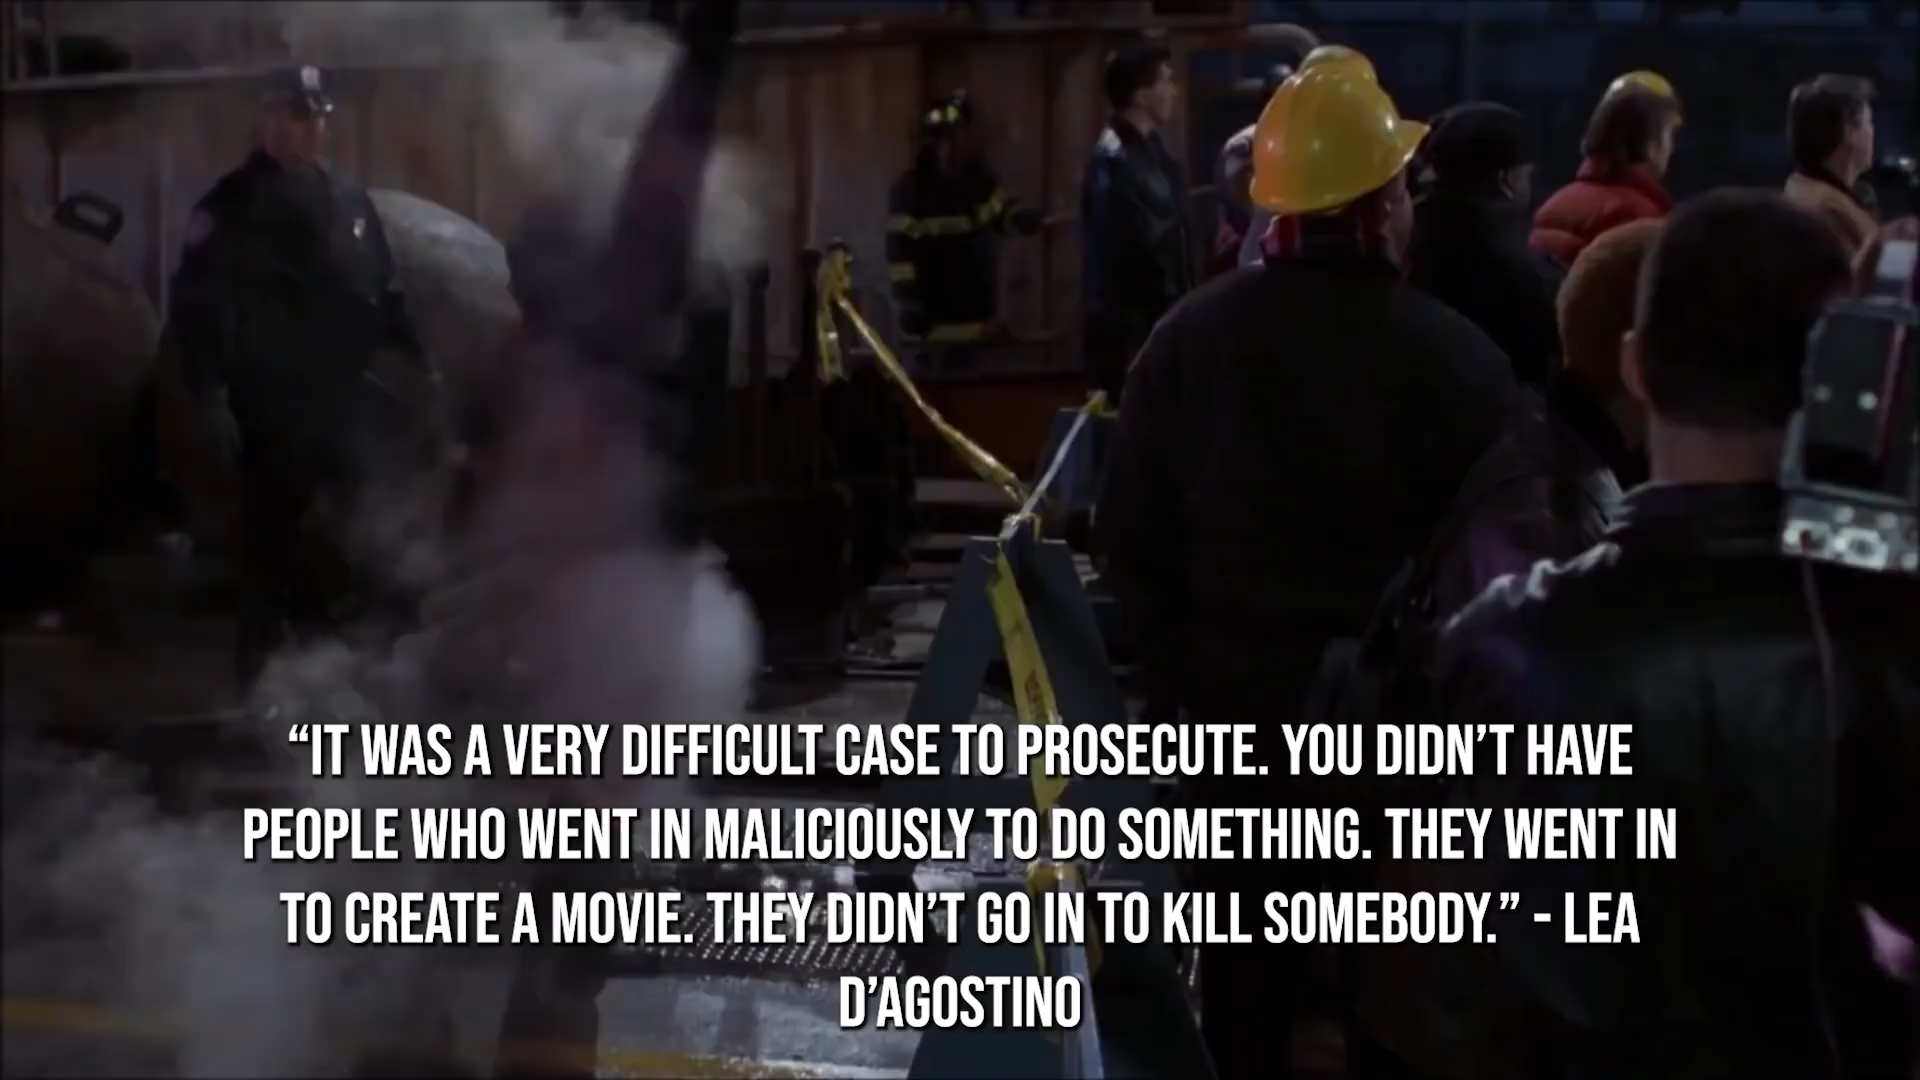 “IT WAS A VERY DIFFICULT CASE TO PROSECUTE. YOU DIDN’T HAVE
PEOPLE WHO WENT IN MALICIOUSLY TO DO SOMETHING. THEY WENT IN
TO CREATE A MOVIE. THEY DIDN’T GO IN TO KILL SOMEBODY.” - LEA
D’AGOSTINO